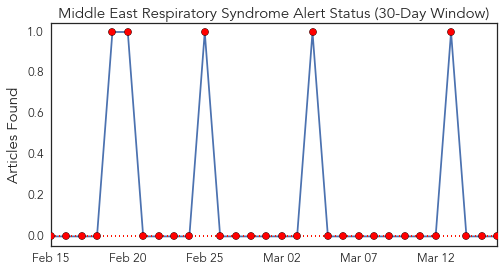 Middle East Respiratory Syndrome Alert Status (30-Day Window)
Articles Found
1.0
0.8
0.6
0.4
0.2
0.0
Feb 15 Feb 20 Feb 25 Mar 02 Mar 07 Mar 12